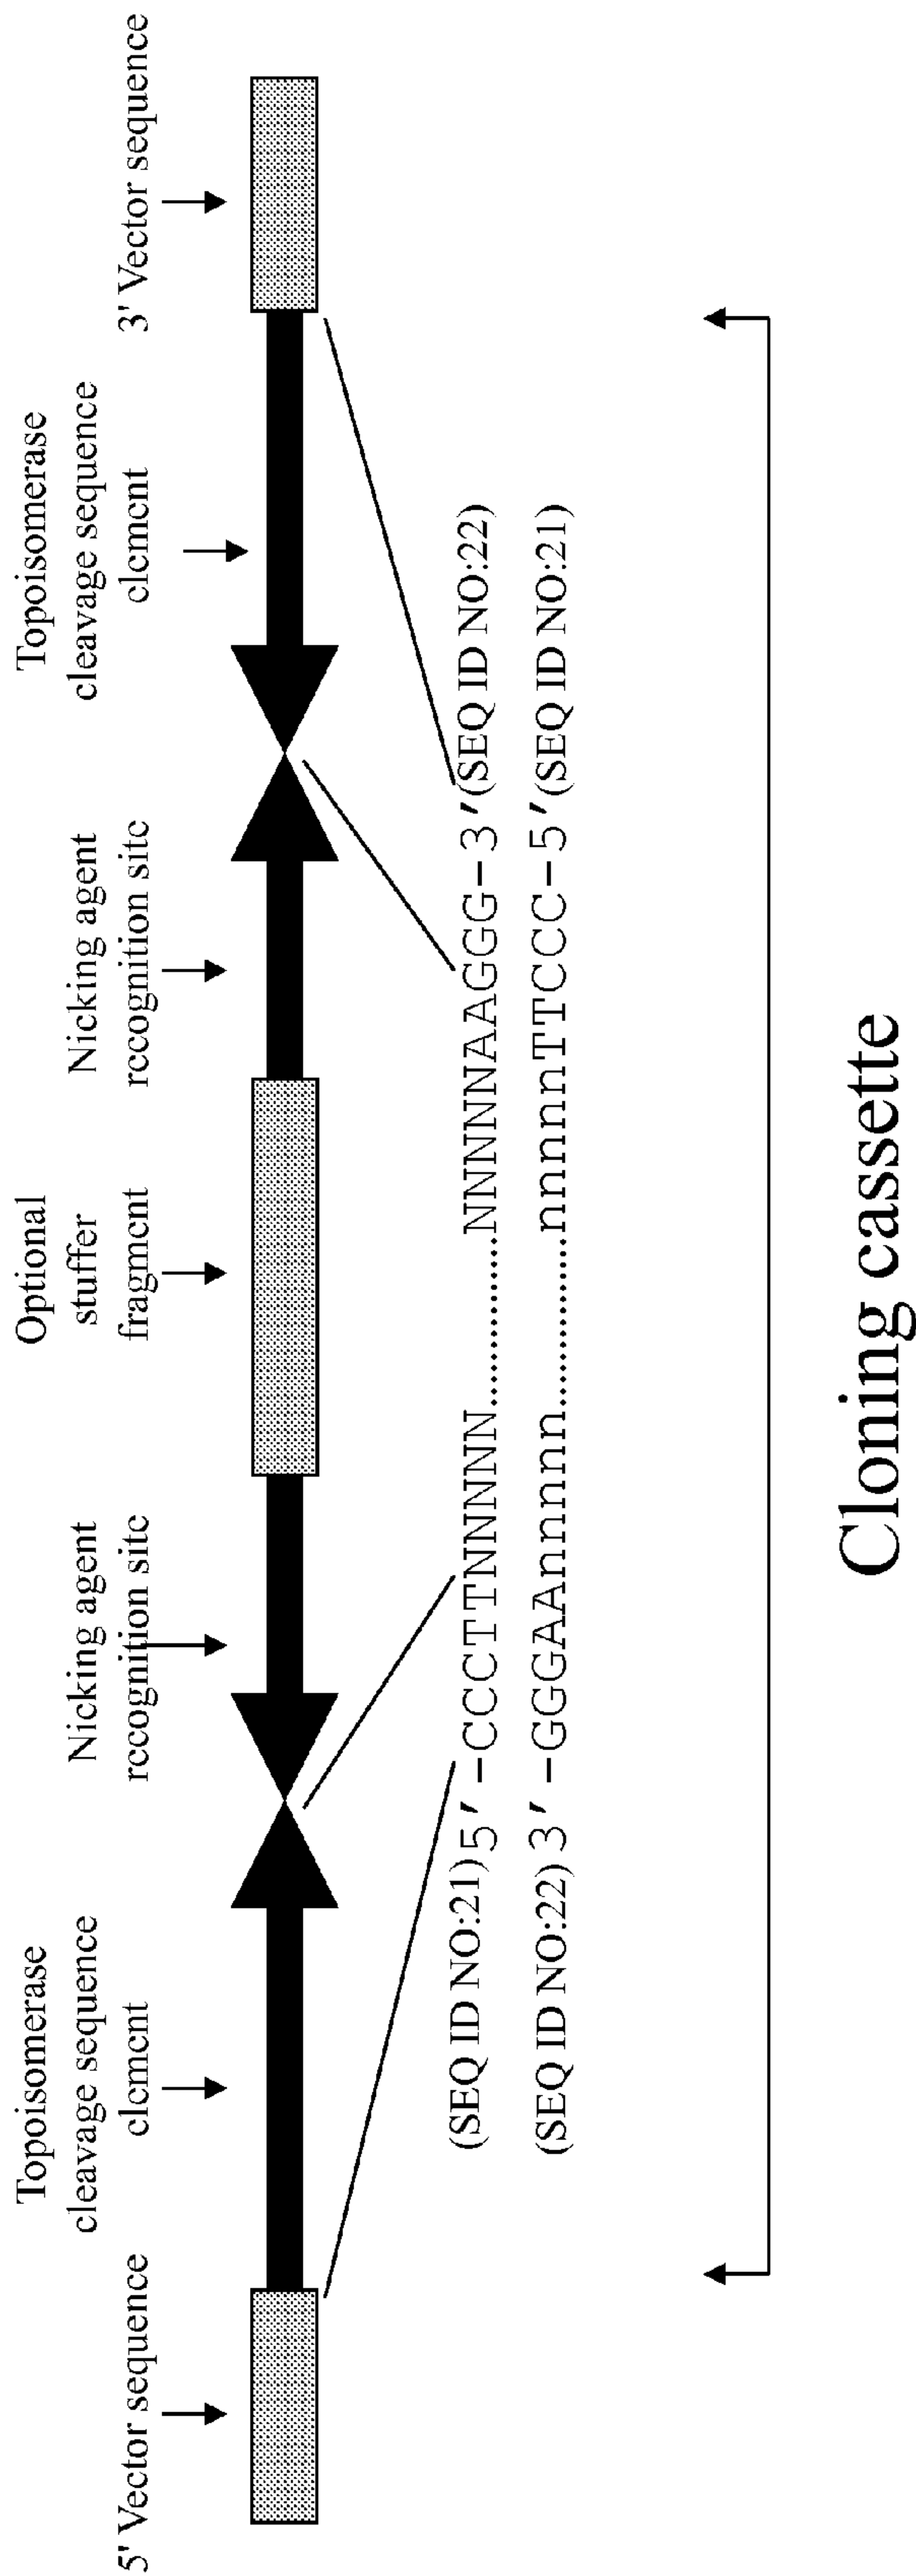 5' Vector sequence
Topoisomerase
cleavage sequence
element
Nicking agent
recognition site
Optional
stuffer
fragment
Nicking agent
recognition site
Topoisomerase
cleavage sequence
element
3' Vector sequence
(SEQ ID NO:21) 5′-CCCTTNNNNN............NNNNNAAGGG-3′(SEQ ID NO:22)
(SEQ ID NO:22) 3′-GGGAAnnnnn............nnnnnTTCCC-5′(SEQ ID NO:21)
Cloning cassette